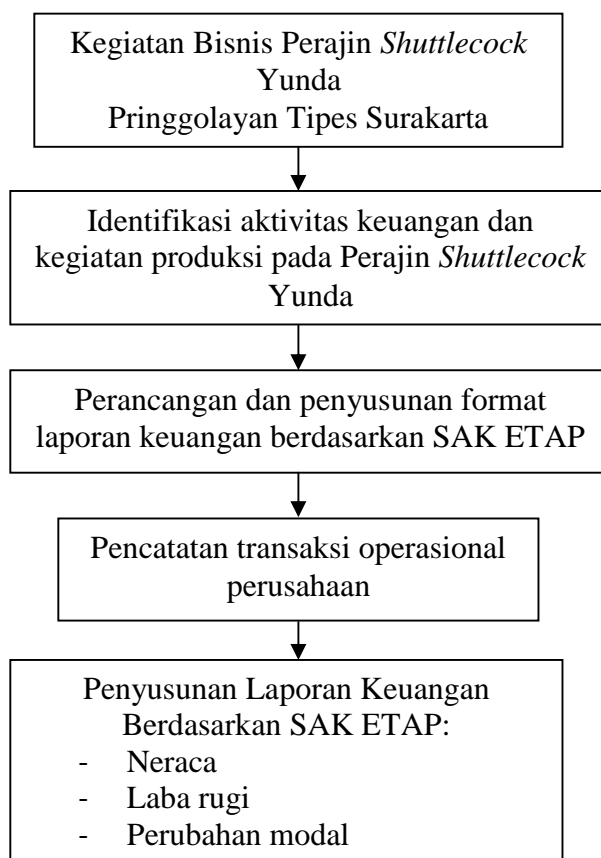 Kegiatan Bisnis Perajin Shuttlecock
Yunda
Pringgolayan Tipes Surakarta
Identifikasi aktivitas keuangan dan
kegiatan produksi pada Perajin Shuttlecock
Yunda
Perancangan dan penyusunan format
laporan keuangan berdasarkan SAK ETAP
Pencatatan transaksi operasional
perusahaan
Penyusunan Laporan Keuangan
Berdasarkan SAK ETAP:
- Neraca
- Laba rugi
- Perubahan modal